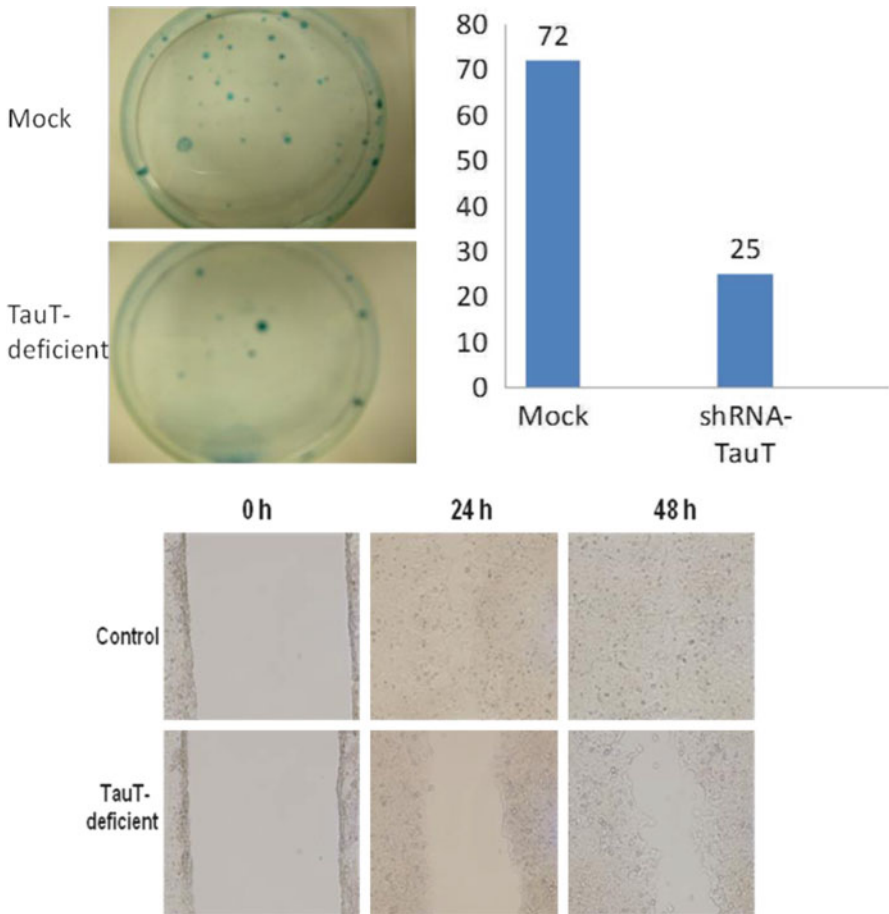 Mock
TauT-
deficient
80
70
60
50
40
30
20
10
0
72
25
Mock
shRNA-
TauT
0 h
24 h
48 h
Control
TauT-
deficient